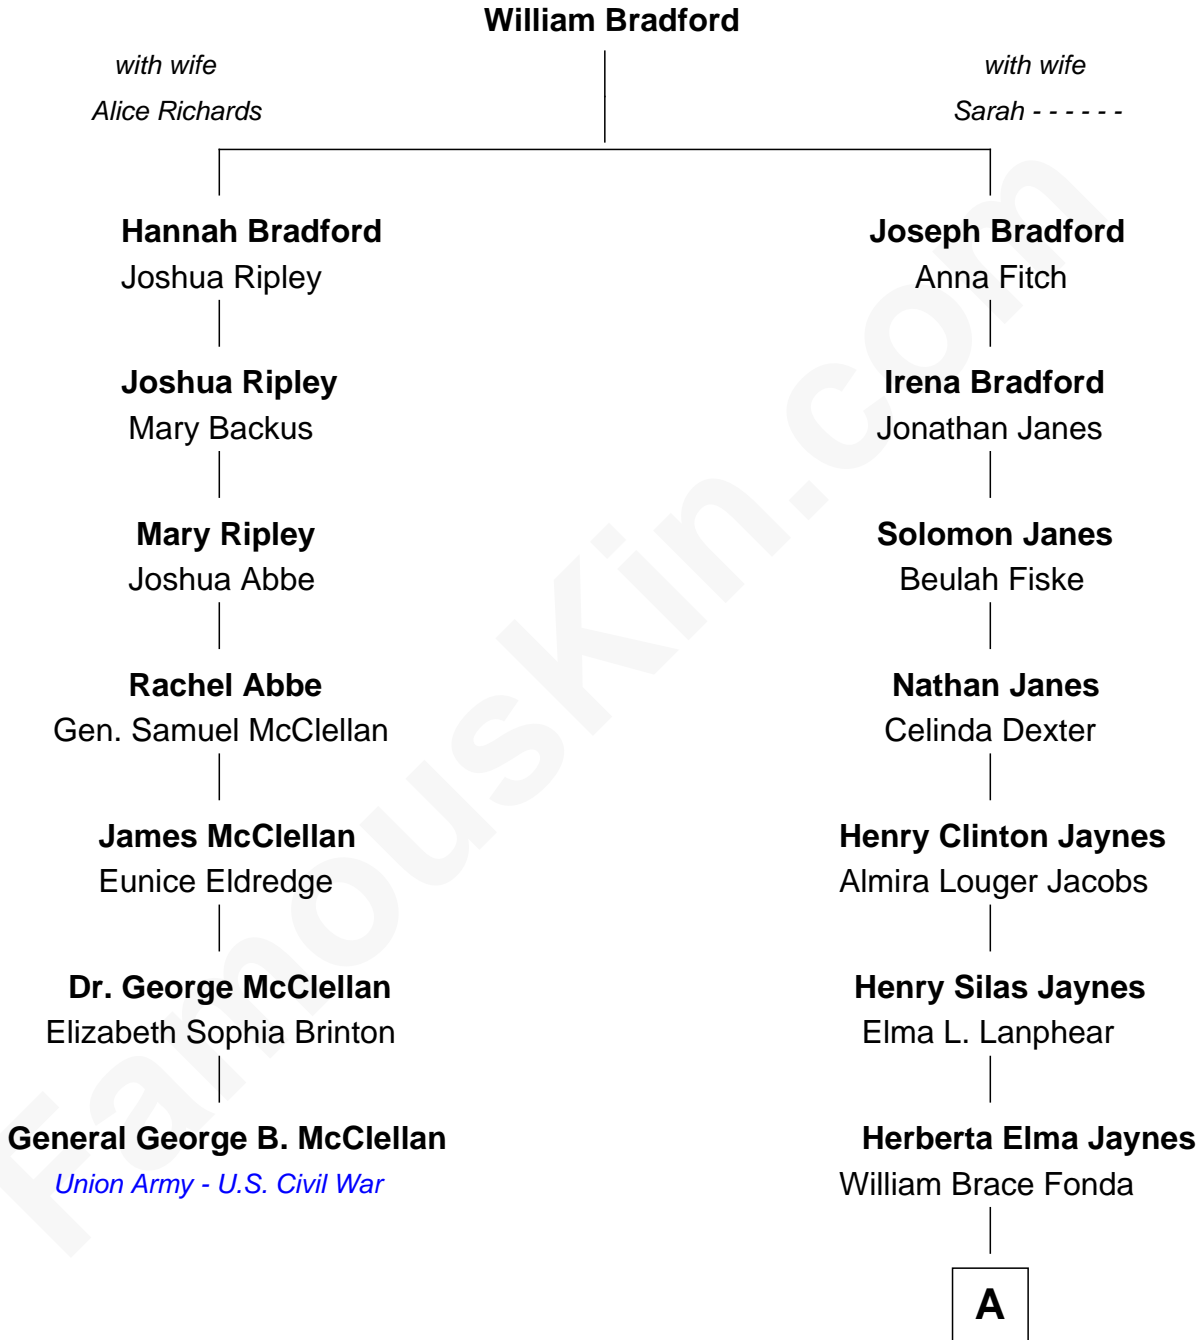 William Bradford
with wife
Alice Richards
with wife
Sarah - - - - - -
Hannah Bradford
Joshua Ripley
Joseph Bradford
Anna Fitch
Joshua Ripley
Mary Backus
Irena Bradford
Jonathan Janes
Mary Ripley
Joshua Abbe
Solomon Janes
Beulah Fiske
Rachel Abbe
Gen. Samuel McClellan
Nathan Janes
Celinda Dexter
James McClellan
Eunice Eldredge
Henry Clinton Jaynes
Almira Louger Jacobs
Dr. George McClellan
Elizabeth Sophia Brinton
Henry Silas Jaynes
Elma L. Lanphear
General George B. McClellan
Union Army - U.S. Civil War
Herberta Elma Jaynes
William Brace Fonda
A
FamousKin.com